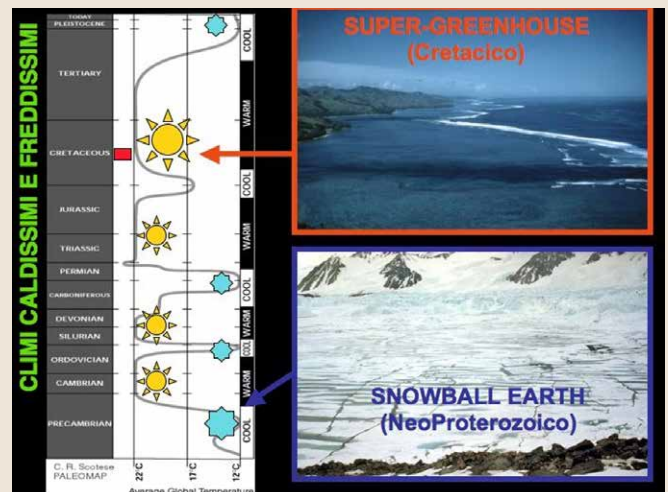 CLIMI CALDISSIMI E FREDDISSIMI
TODAY
PLEISTOCENE
TERTIARY
CRETACEOUS
JURASSIC
TRIASSIC
PERMIAN
CARBONIFEROUS
DEVONIAN
SILURIAN
ORDOVICIAN
CAMBRIAN
PRECAMBRIAN
COOL
WARM
COOL
WARM
COOL
WARM
COOL
WARM
COOL
C. R. Scotese
PALEOMAP
22°C
17°C
12°C
Average Global Temperature
SUPER-GREENHOUSE
(Cretacico)
SNOWBALL EARTH
(NeoProterozoico)